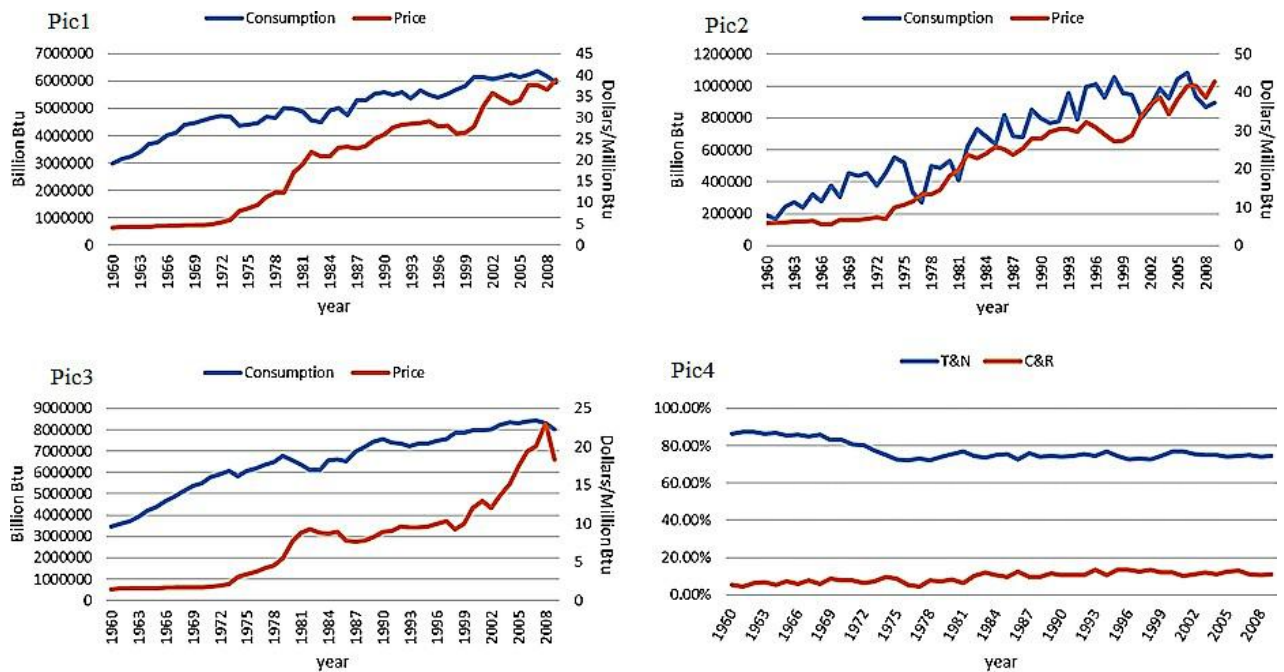 Pic1
Consumption Price
7000000
6000000
5000000
4000000
3000000
2000000
1000000
0
Billion Btu
45
40
35
30
25
20
15
10
5
0
Dollars/Million Btu
1960 1963 1966 1969 1972 1975 1978 1981 1984 1987 1990 1993 1996 1999 2002 2005 2008
year
Pic2
Consumption Price
1200000
1000000
800000
600000
400000
200000
0
Billion Btu
50
40
30
20
10
0
Dollars/Million Btu
1960 1963 1966 1969 1972 1975 1978 1981 1984 1987 1990 1993 1996 1999 2002 2005 2008
year
Pic3
Consumption Price
9000000
8000000
7000000
6000000
5000000
4000000
3000000
2000000
1000000
0
Billion Btu
25
20
15
10
5
0
Dollars/Million Btu
1960 1963 1966 1969 1972 1975 1978 1981 1984 1987 1990 1993 1996 1999 2002 2005 2008
year
Pic4
T&N C&R
100.00%
80.00%
60.00%
40.00%
20.00%
0.00%
1960 1963 1966 1969 1972 1975 1978 1981 1984 1987 1990 1993 1996 1999 2002 2005 2008
year